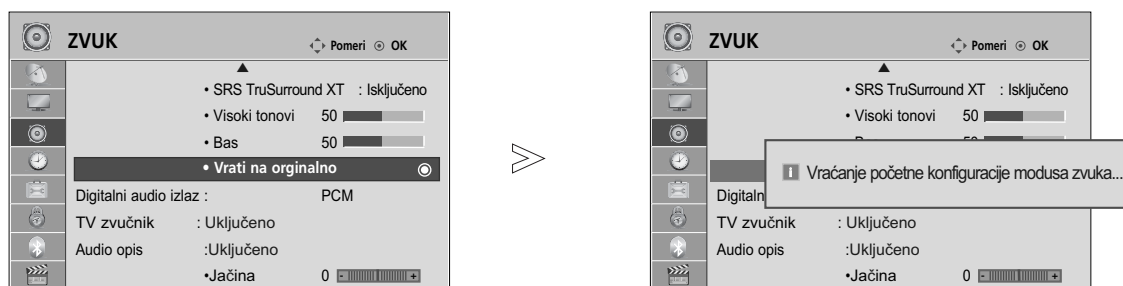 ZVUK
Pomeri OK
• SRS TruSurround XT : Isključeno
• Visoki tonovi 50
• Bas 50
• Vrati na orginalno
Digitalni audio izlaz : PCM
TV zvučnik : Uključeno
Audio opis :Uključeno
•Jačina 0 - +
ZVUK
Pomeri OK
• SRS TruSurround XT : Isključeno
• Visoki tonovi 50
i Vraćanje početne konfiguracije modusa zvuka...
Digitaln
TV zvučnik : Uključeno
Audio opis :Uključeno
•Jačina 0 - +